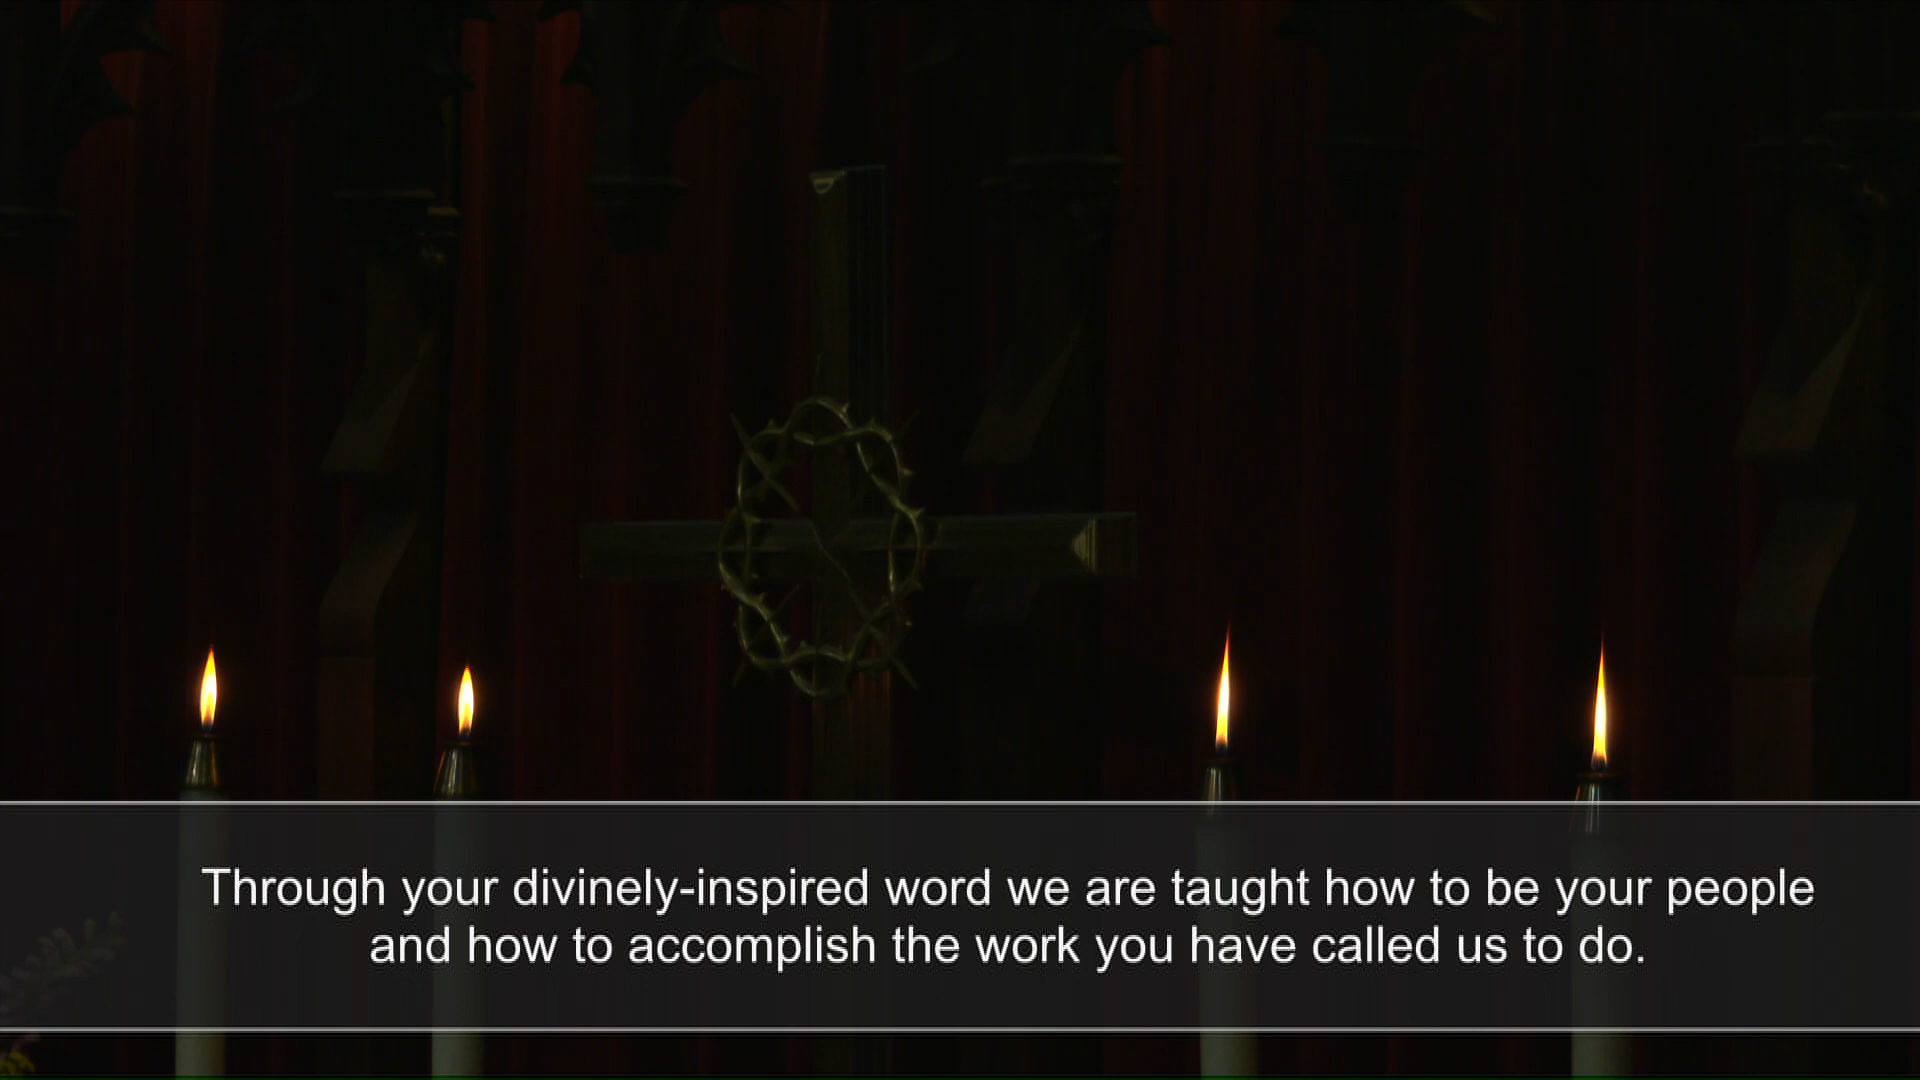 Through your divinely-inspired word we are taught how to be your people
and how to accomplish the work you have called us to do.